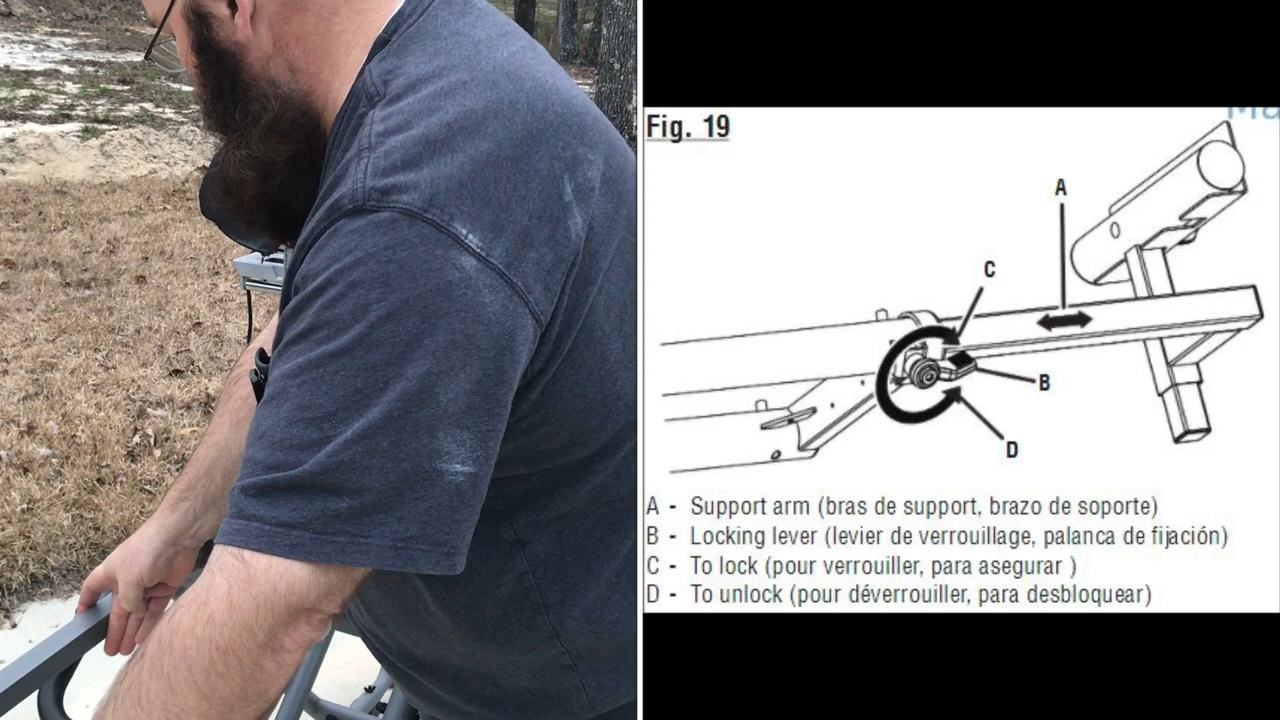 Fig. 19
A
C
B
D
A - Support arm (bras de support, brazo de soporte)
B - Locking lever (levier de verrouillage, palanca de fijación)
C - To lock (pour verrouiller, para asegurar )
D - To unlock (pour déverrouiller, para desbloquear)